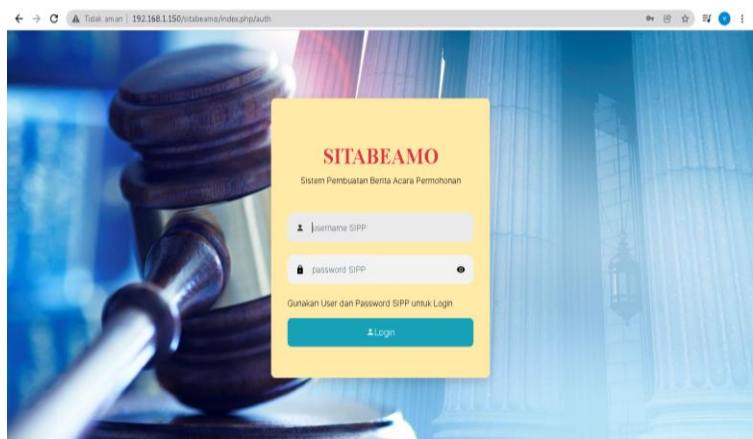 Tidak aman | 192.168.1.150/sitabeamo/index.php/auth
V
SITABEAMO
Sistem Pembuatan Berita Acara Permohonan
username SIPP
password SIPP
Gunakan User dan Password SIPP untuk Login
Login